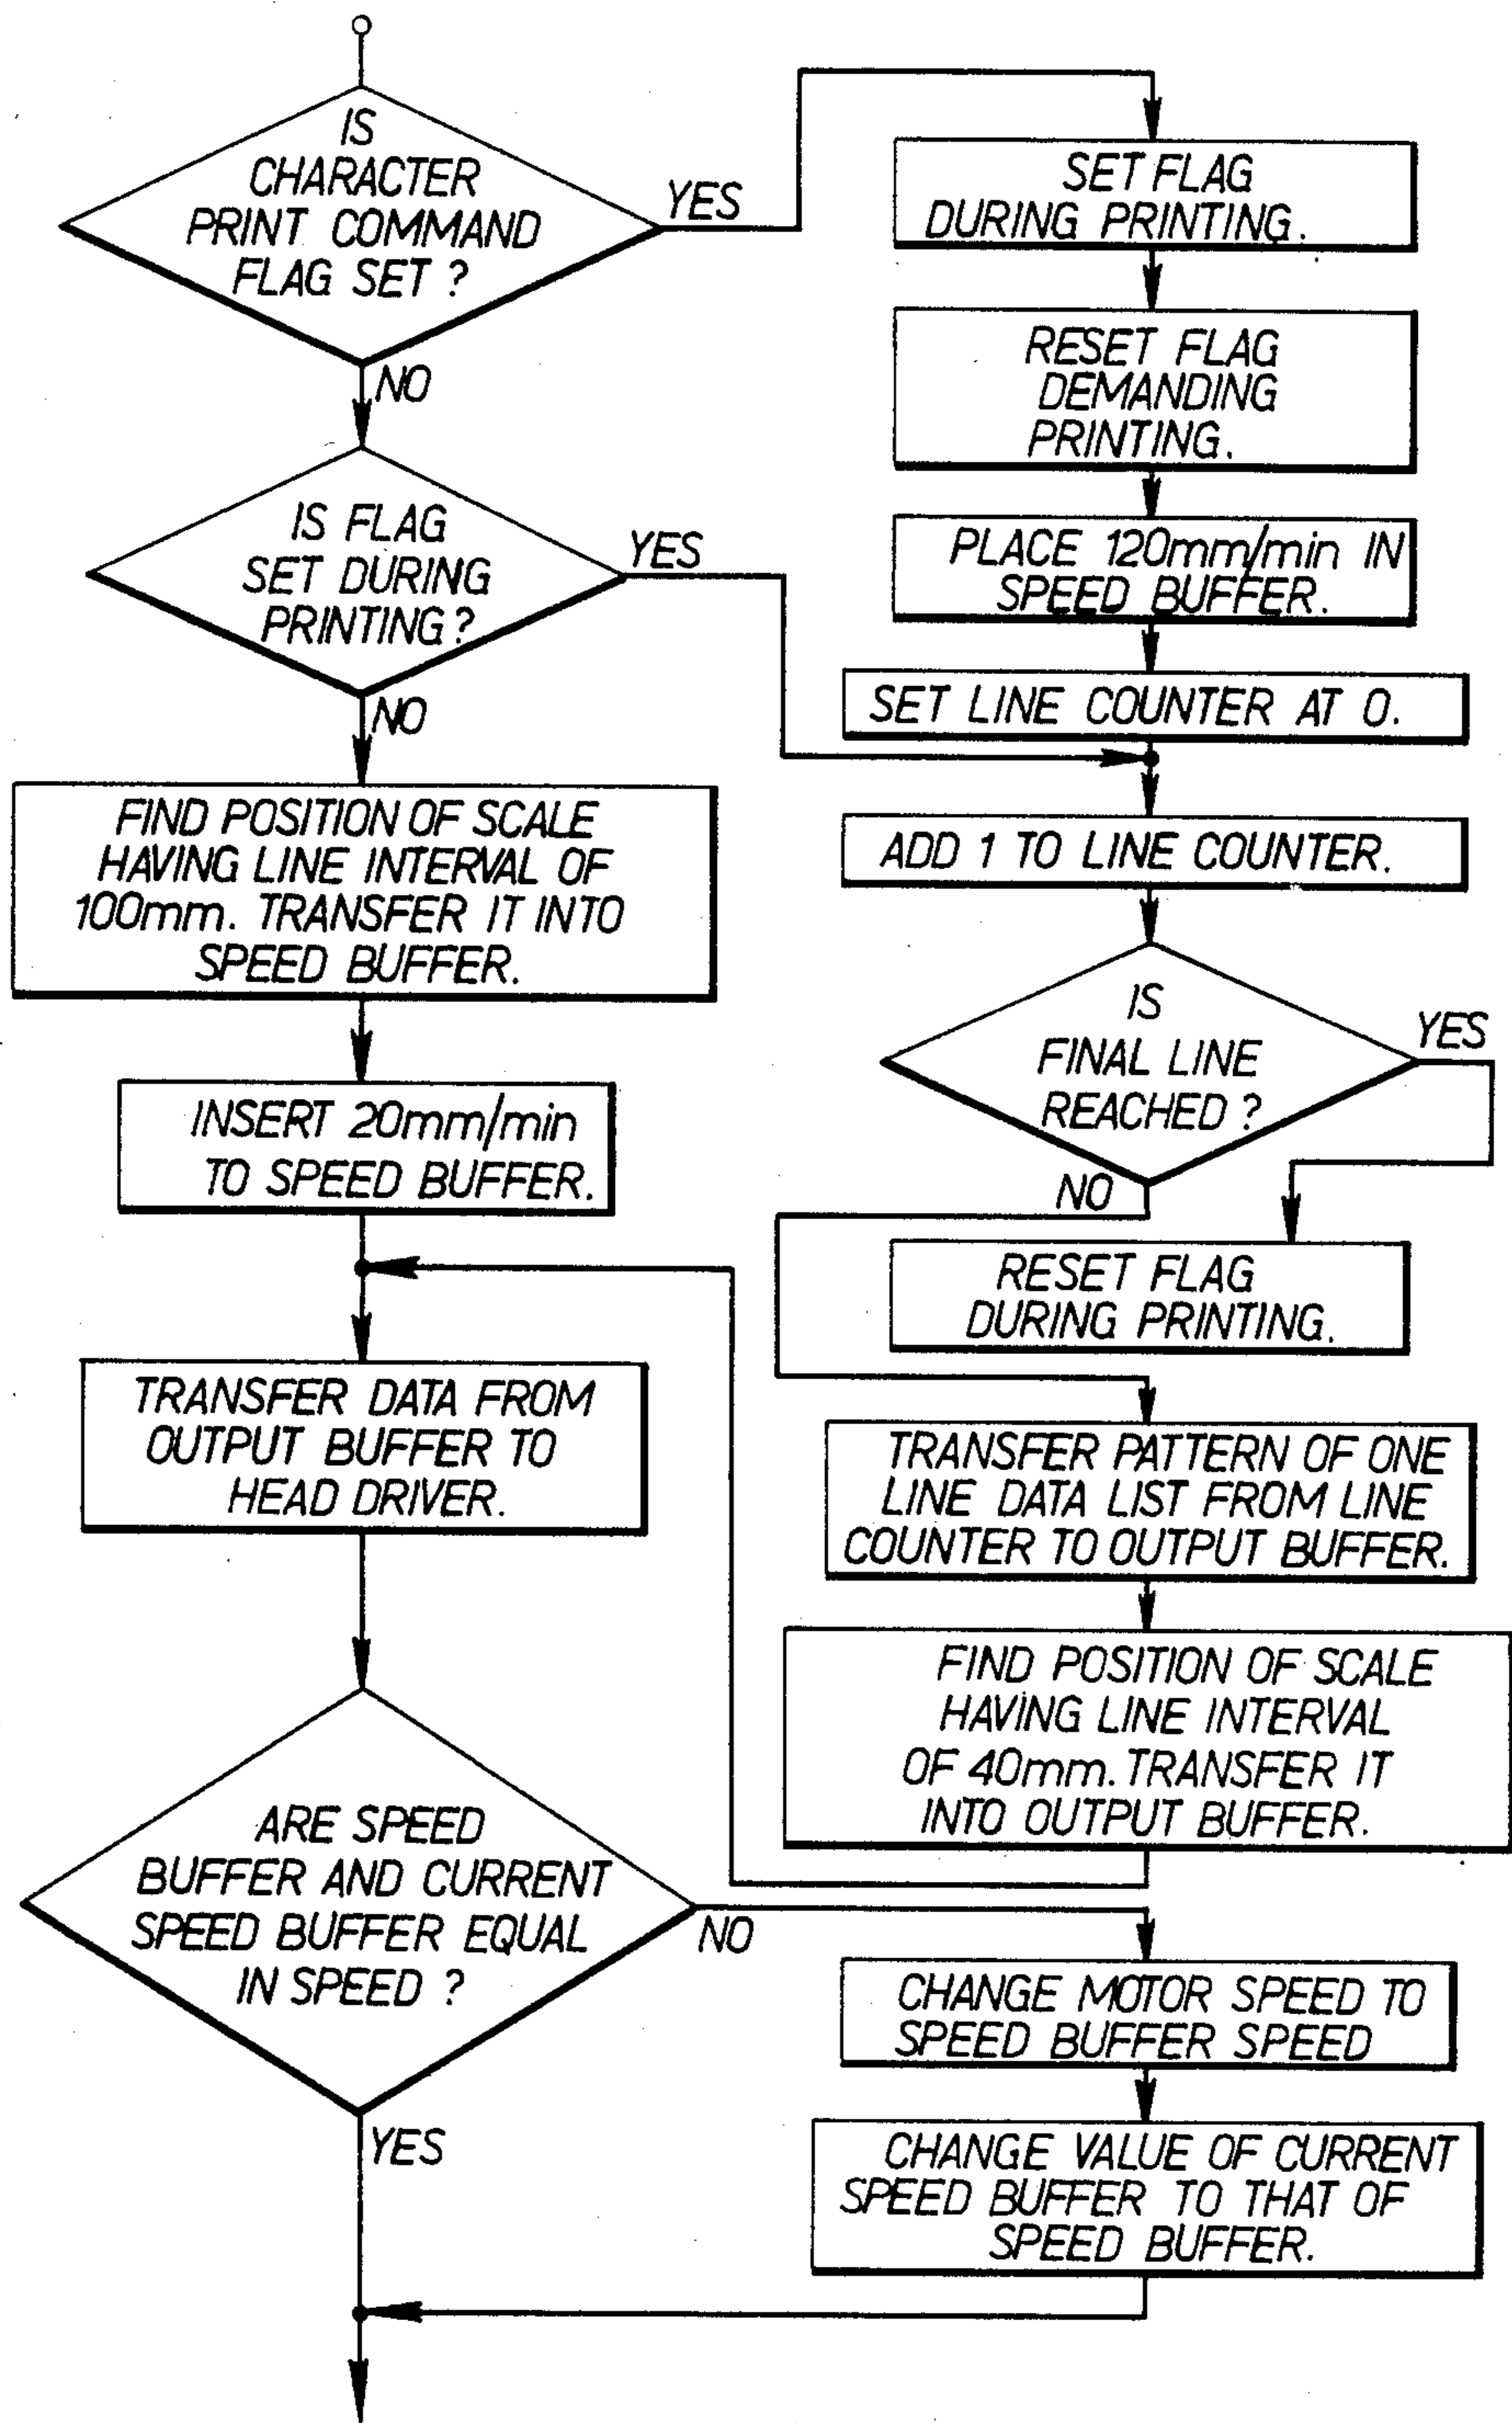 IS
CHARACTER
PRINT COMMAND
FLAG SET ?
YES
NO
SET FLAG
DURING PRINTING.
RESET FLAG
DEMANDING
PRINTING.
PLACE 120mm/min IN
SPEED BUFFER.
SET LINE COUNTER AT 0.
IS FLAG
SET DURING
PRINTING?
YES
NO
ADD 1 TO LINE COUNTER.
FIND POSITION OF SCALE
HAVING LINE INTERVAL OF
100mm. TRANSFER IT INTO
SPEED BUFFER.
INSERT 20mm/min
TO SPEED BUFFER.
IS
FINAL LINE
REACHED ?
YES
NO
RESET FLAG
DURING PRINTING.
TRANSFER PATTERN OF ONE
LINE DATA LIST FROM LINE
COUNTER TO OUTPUT BUFFER.
FIND POSITION OF SCALE
HAVING LINE INTERVAL
OF 40mm. TRANSFER IT
INTO OUTPUT BUFFER.
TRANSFER DATA FROM
OUTPUT BUFFER TO
HEAD DRIVER.
ARE SPEED
BUFFER AND CURRENT
SPEED BUFFER EQUAL
IN SPEED ?
NO
YES
CHANGE MOTOR SPEED TO
SPEED BUFFER SPEED
CHANGE VALUE OF CURRENT
SPEED BUFFER TO THAT OF
SPEED BUFFER.